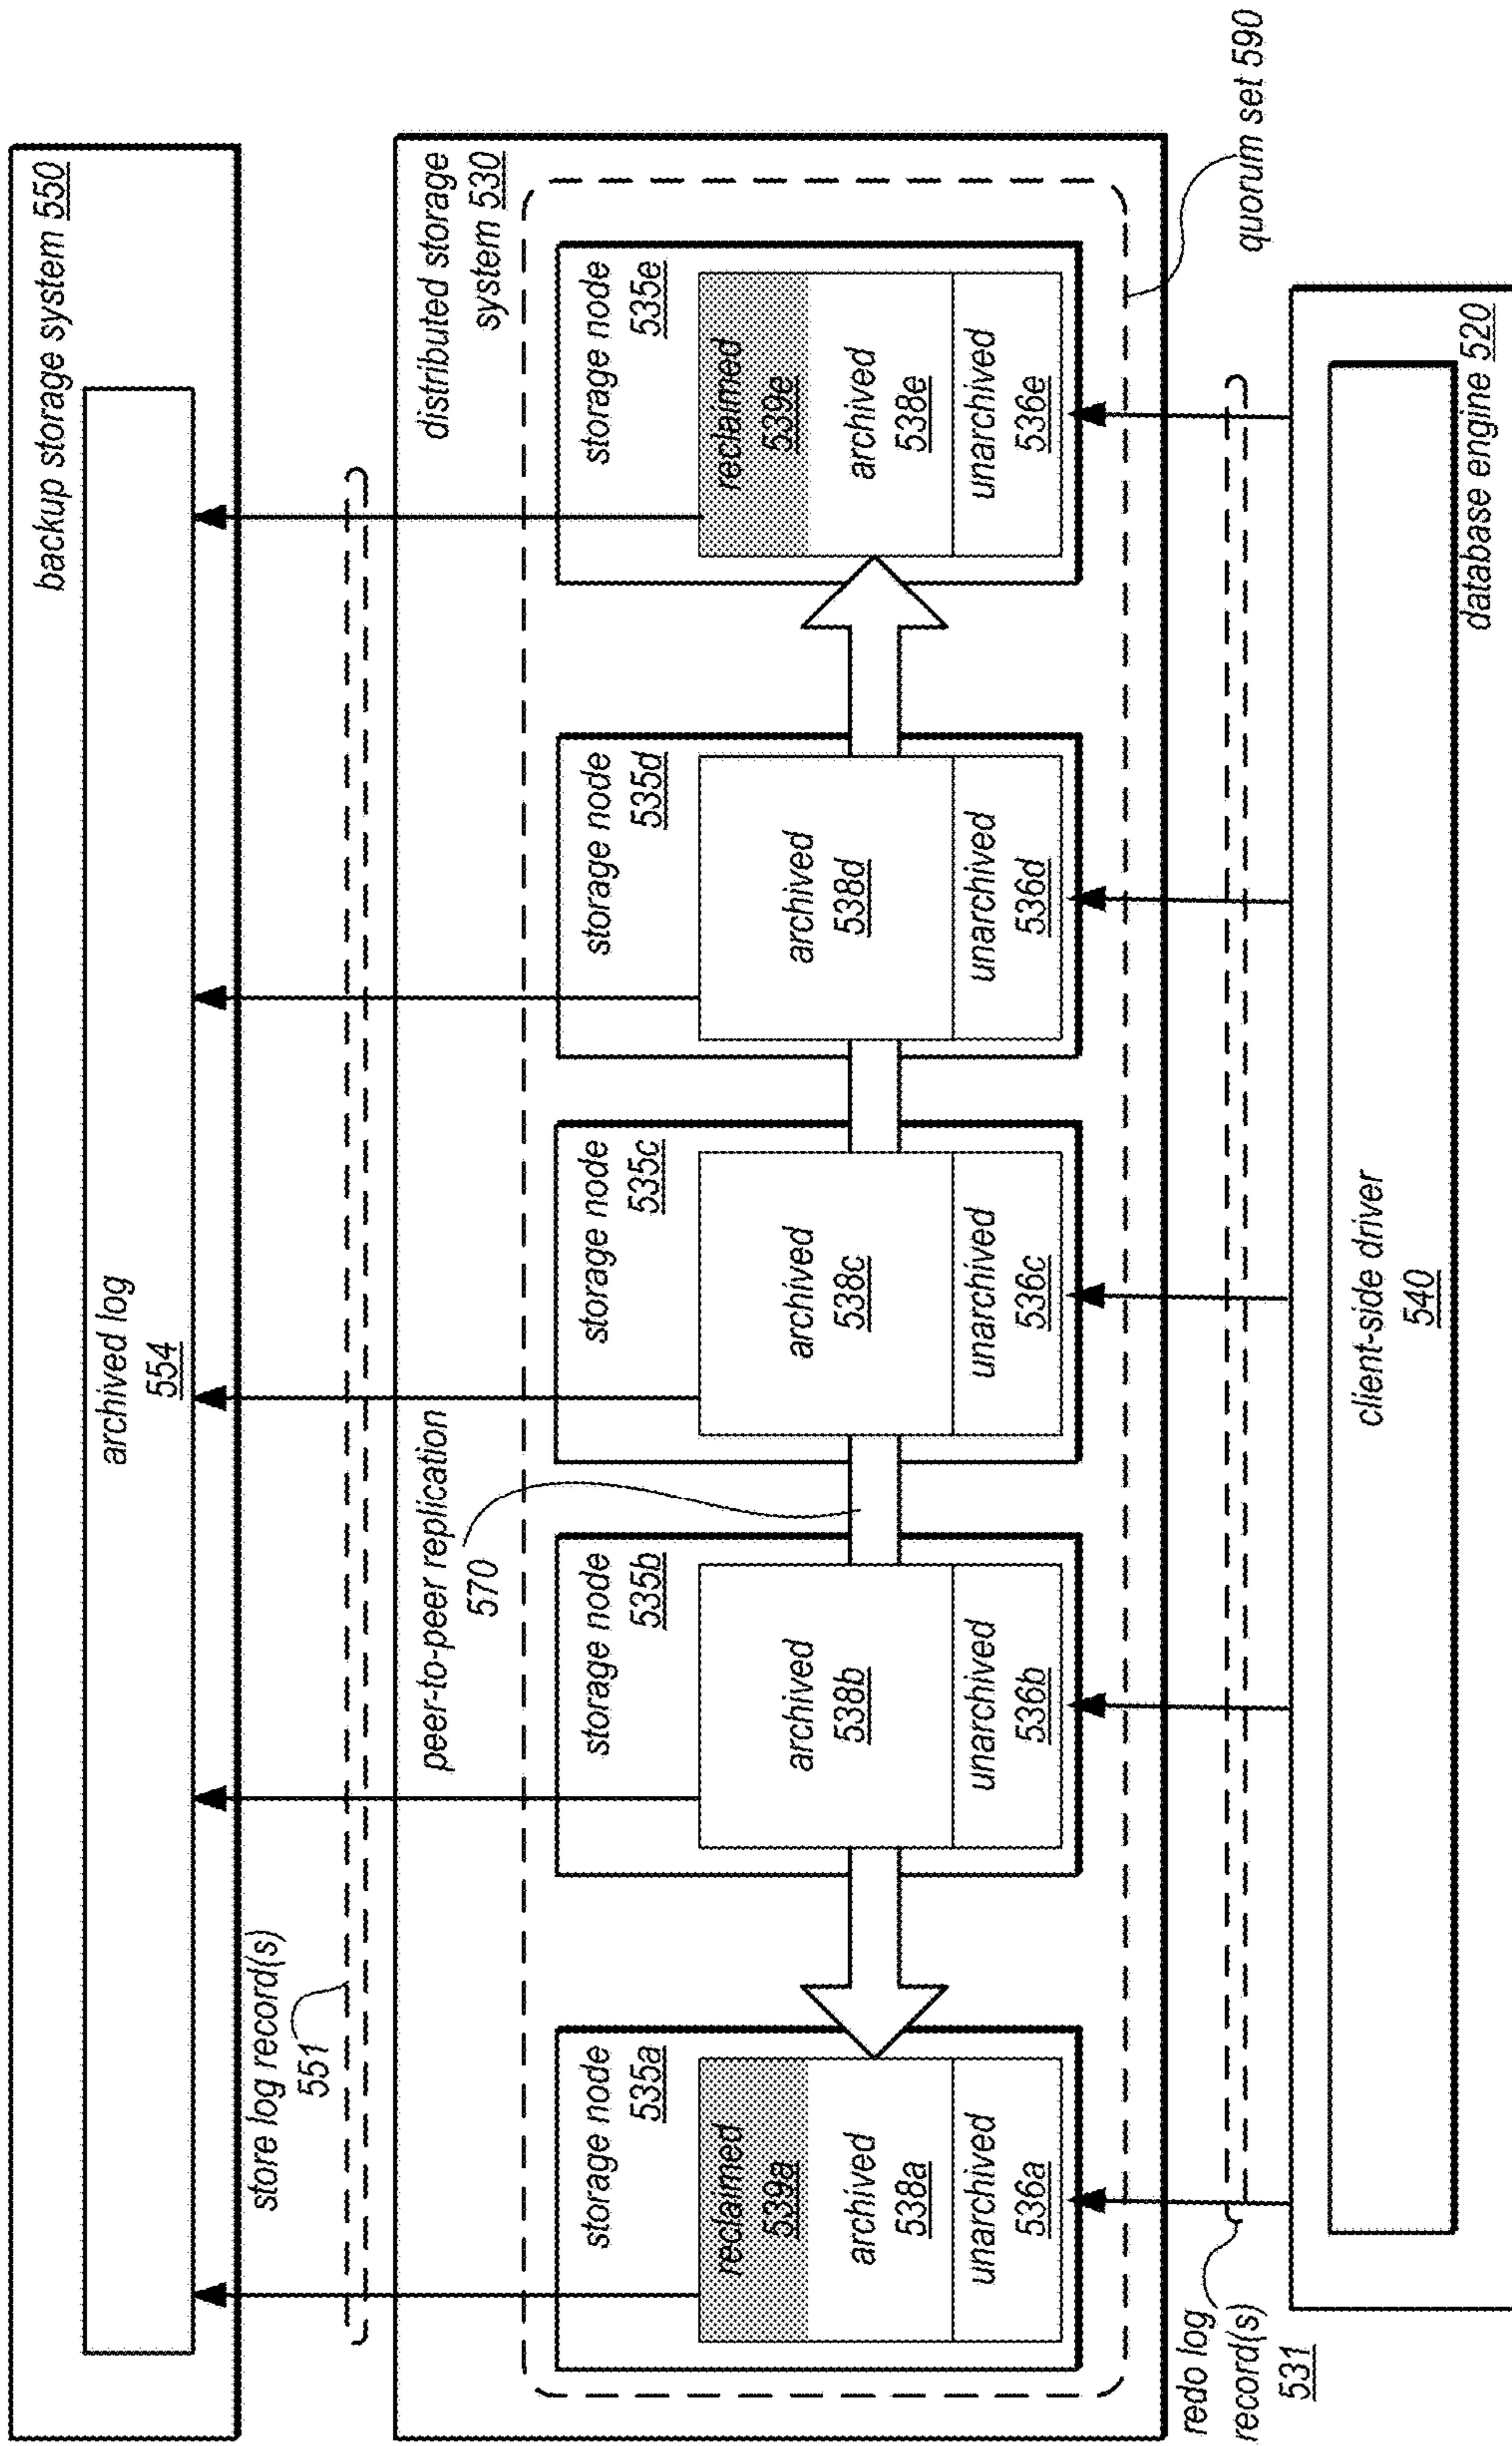 backup storage system 550
archived log
554
store log record(s)
551
peer-to-peer replication
570
distributed storage
system 530
storage node
535a
reclaimed
539a
archived
538a
unarchived
536a
storage node
535b
archived
538b
unarchived
536b
storage node
535c
archived
538c
unarchived
536c
storage node
535d
archived
538d
unarchived
536d
storage node
535e
reclaimed
539e
archived
538e
unarchived
536e
redo log
record(s)
531
quorum set 590
client-side driver
540
database engine 520